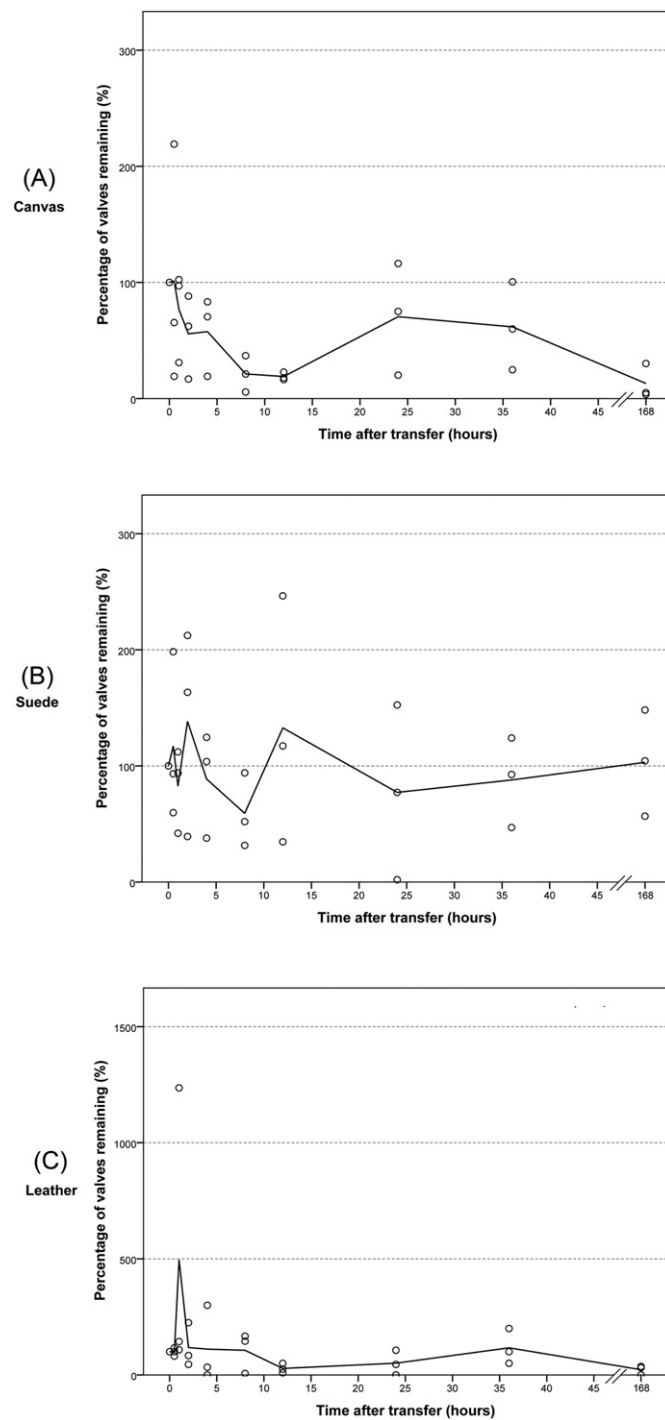 (A)
Canvas
Percentage of valves remaining (%)
300
200
100
0
0 5 10 15 20 25 30 35 40 45 168
Time after transfer (hours)
(B)
Suede
Percentage of valves remaining (%)
300
200
100
0
0 5 10 15 20 25 30 35 40 45 168
Time after transfer (hours)
(C)
Leather
Percentage of valves remaining (%)
1500
1000
500
0
0 5 10 15 20 25 30 35 40 45 168
Time after transfer (hours)